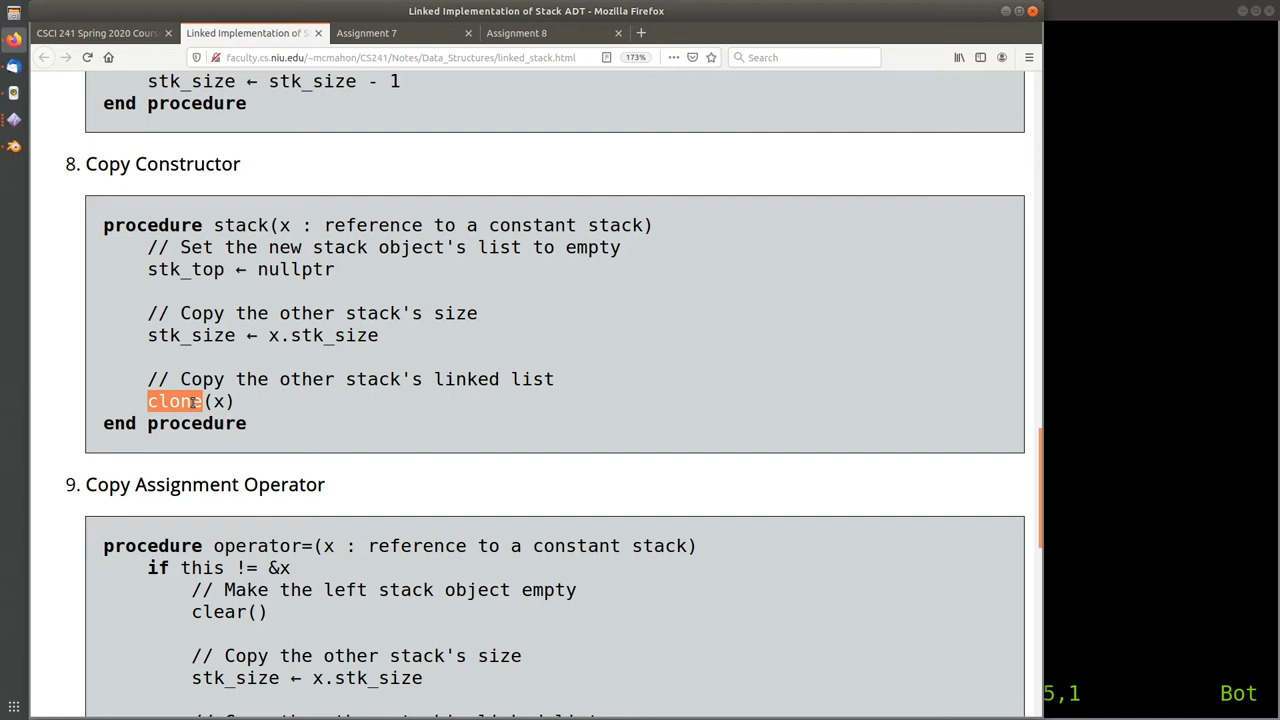 Linked Implementation of Stack ADT - Mozilla Firefox
CSCI 241 Spring 2020 Cours
Linked Implementation of S
Assignment 7
Assignment 8
faculty.cs.niu.edu/~mcmahon/CS241/Notes/Data_Structures/linked_stack.html
173%
Search
stk_size ← stk_size - 1
end procedure
8. Copy Constructor
procedure stack(x : reference to a constant stack)
// Set the new stack object's list to empty
stk_top ← nullptr
// Copy the other stack's size
stk_size ← x.stk_size
// Copy the other stack's linked list
clone(x)
end procedure
9. Copy Assignment Operator
procedure operator=(x : reference to a constant stack)
if this != &x
// Make the left stack object empty
clear()
// Copy the other stack's size
stk_size ← x.stk_size
5,1 Bot